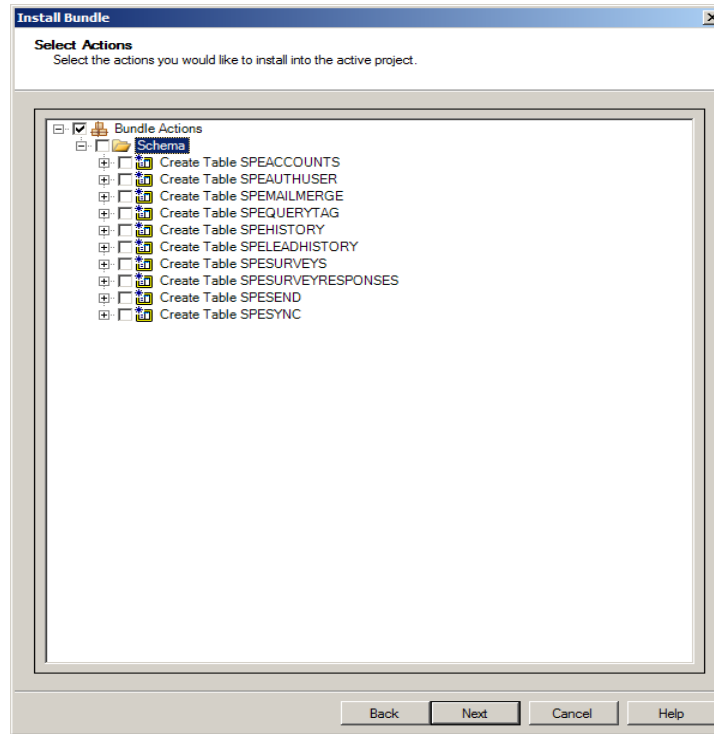 Install Bundle
Select Actions
Select the actions you would like to install into the active project.
Bundle Actions
Schema
Create Table SPEACCOUNTS
Create Table SPEAUTHUSER
Create Table SPEMAILMERGE
Create Table SPEQUERYTAG
Create Table SPEHISTORY
Create Table SPELEADHISTORY
Create Table SPESURVEYS
Create Table SPESURVEYRESPONSES
Create Table SPESEND
Create Table SPESYNC
Back Next Cancel Help